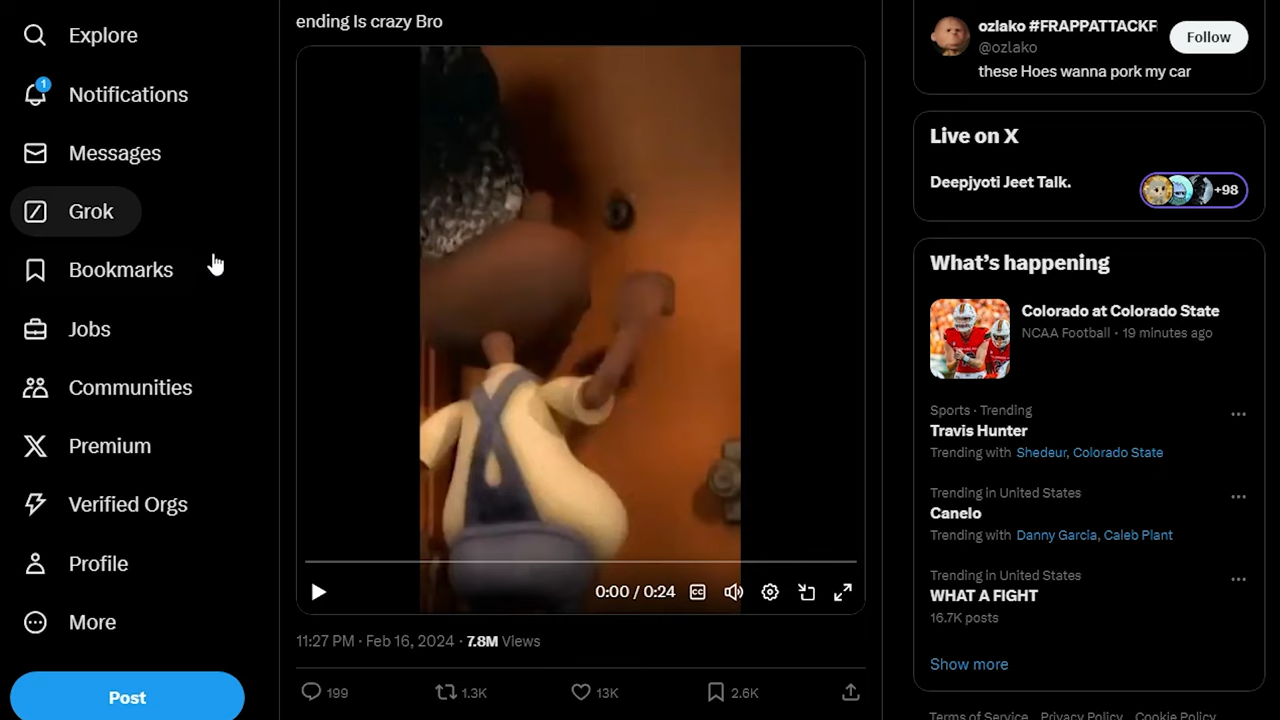 Explore
1
Notifications
Messages
Grok
Bookmarks
Jobs
Communities
Premium
Verified Orgs
Profile
More
Post
ending Is crazy Bro
0:00 / 0:24
CC
11:27 PM · Feb 16, 2024 · 7.8M Views
199
1.3K
13K
2.6K
ozlako #FRAPPATTACKF
@ozlako
Follow
these Hoes wanna pork my car
Live on X
Deepjyoti Jeet Talk.
+98
What's happening
Colorado at Colorado State
NCAA Football · 19 minutes ago
Sports · Trending
Travis Hunter
Trending with Shedeur, Colorado State
Trending in United States
Canelo
Trending with Danny Garcia, Caleb Plant
Trending in United States
WHAT A FIGHT
16.7K posts
Show more
Terms of Service Privacy Policy Cookie Policy